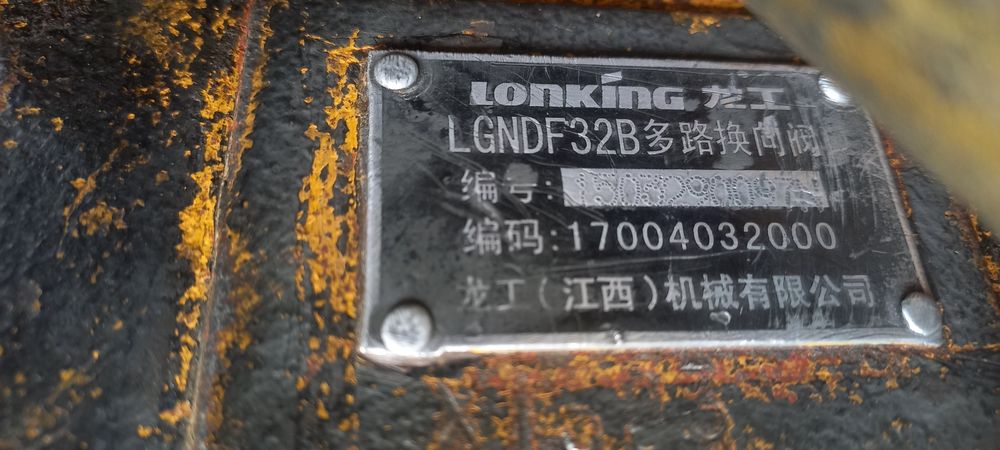 LONKING 龙工
LGNDF32B多路换向阀
编号:
编码:17004032000
龙工(江西)机械有限公司